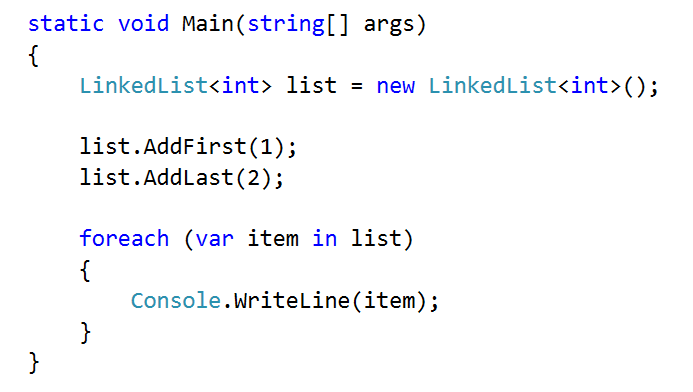 static void Main(string[] args)
{
    LinkedList<int> list = new LinkedList<int>();

    list.AddFirst(1);
    list.AddLast(2);

    foreach (var item in list)
    {
        Console.WriteLine(item);
    }
}